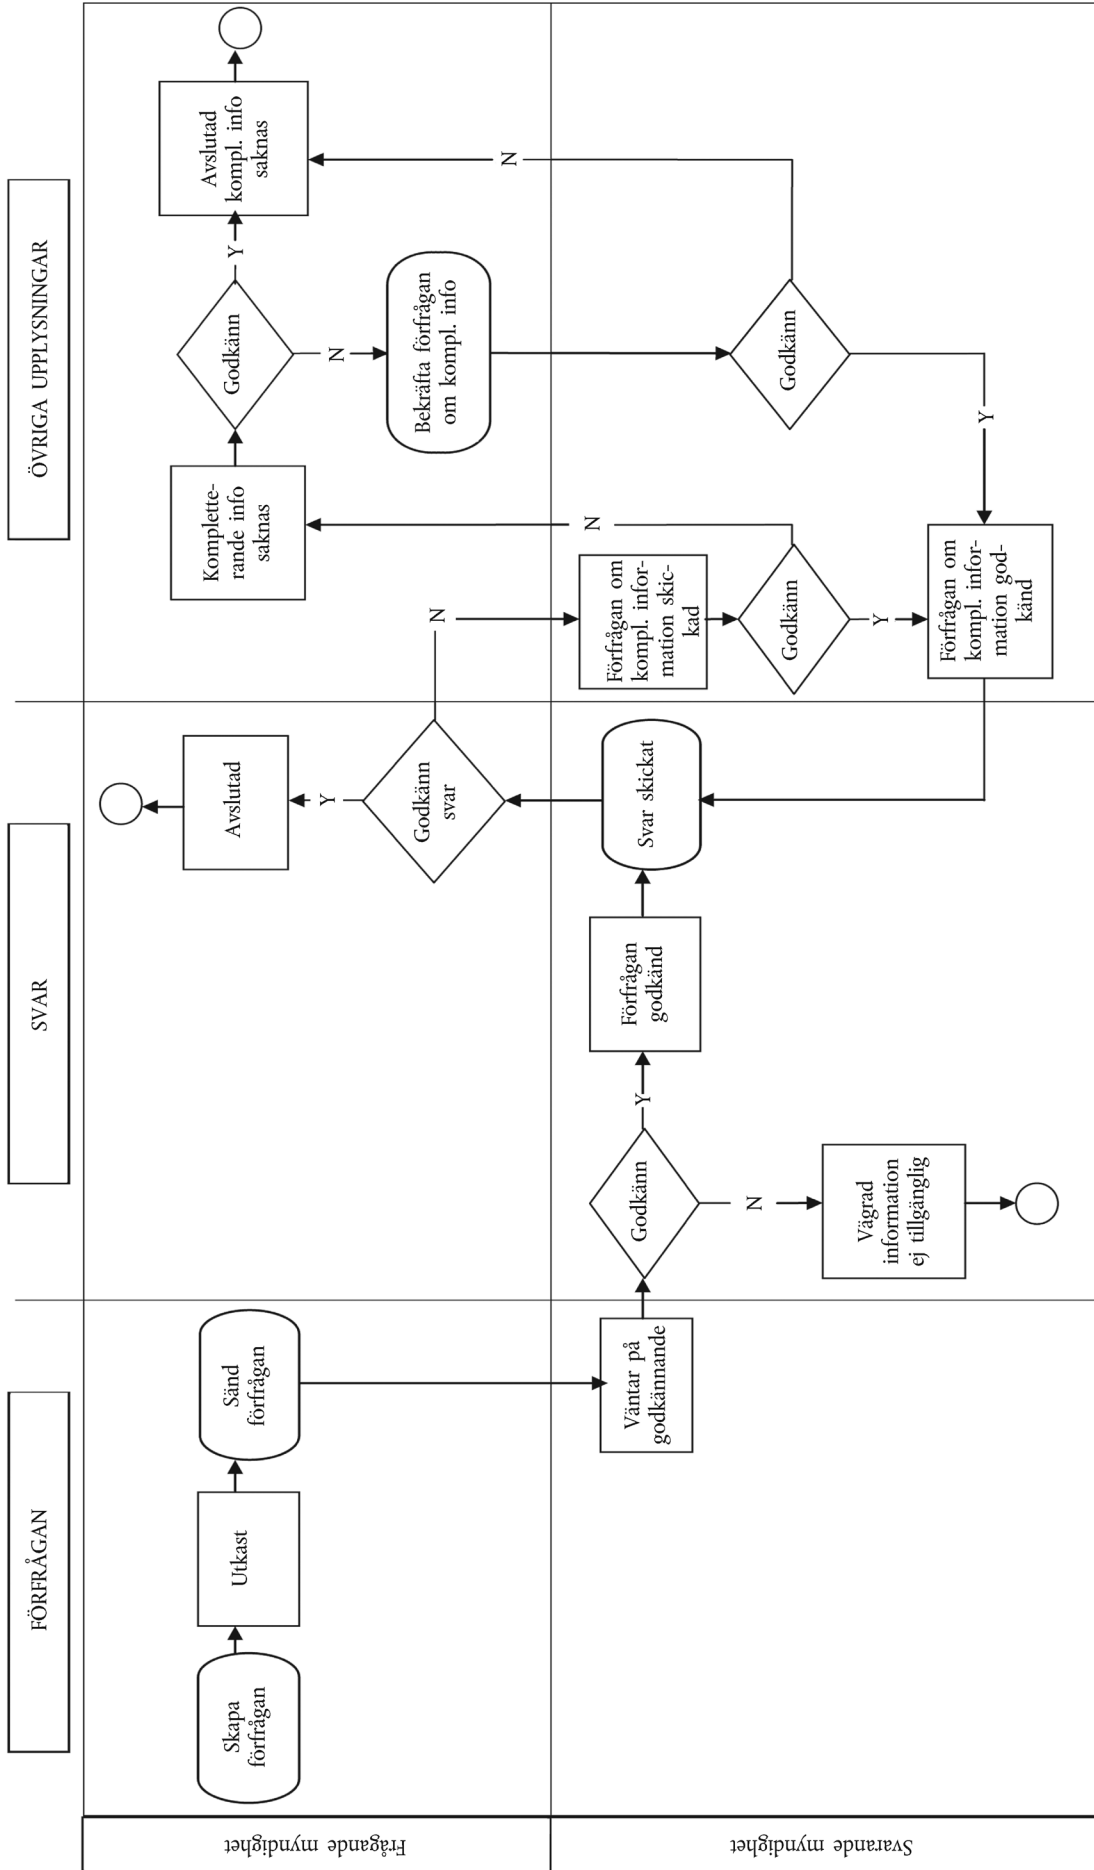 FÖRFRÅGAN
SVAR
ÖVRIGA UPPLYSNINGAR
Frågande myndighet
Skapa
förfrågan
Utkast
Sänd
förfrågan
Avslutad
Y
Godkänn
svar
N
Komplette-
rande info
saknas
Godkänn
Y
N
Avslutad
kompl. info
saknas
Bekräfta förfrågan
om kompl. info
Svarande myndighet
Väntar på
godkännande
Godkänn
Y
N
Vägrad
information
ej tillgänglig
Förfrågan
godkänd
Svar skickat
Förfrågan om
kompl. infor-
mation skic-
kad
Godkänn
N
Y
Förfrågan om
kompl. infor-
mation god-
känd
Godkänn
N
Y